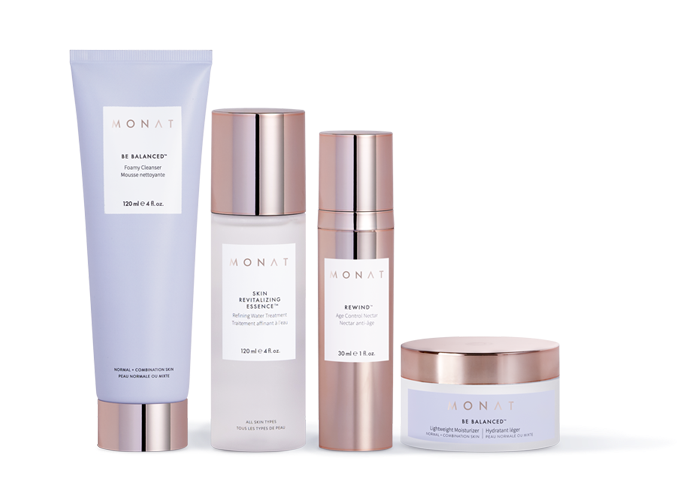 MONAT
BE BALANCED™
Foamy Cleanser
Mousse nettoyante
120 ml ℮ 4 fl. oz.
NORMAL + COMBINATION SKIN
PEAU NORMALE OU MIXTE
MONAT
SKIN
REVITALIZING
ESSENCE™
Refining Water Treatment
Traitement affinant à l'eau
120 ml ℮ 4 fl. oz.
ALL SKIN TYPES
TOUS LES TYPES DE PEAU
MONAT
REWIND™
Age Control Nectar
Nectar anti-âge
30 ml ℮ 1 fl. oz.
MONAT
BE BALANCED™
Lightweight Moisturizer | Hydratant léger
NORMAL + COMBINATION SKIN | PEAU NORMALE OU MIXTE